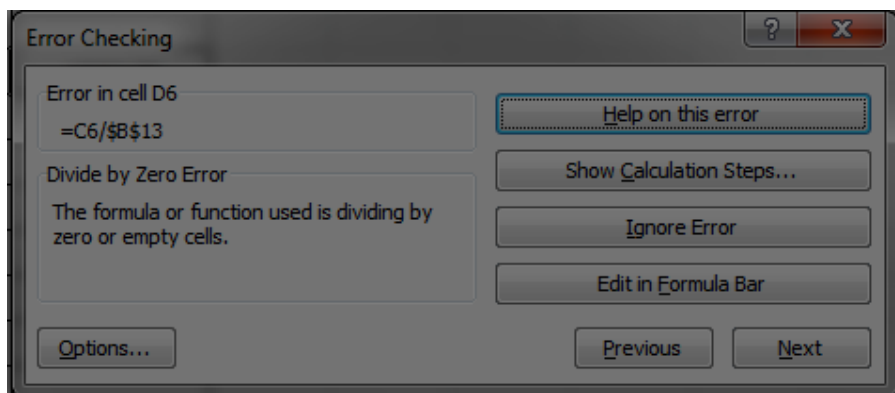 Error Checking
Error in cell D6
=C6/$B$13
Divide by Zero Error
The formula or function used is dividing by
zero or empty cells.
Help on this error
Show Calculation Steps...
Ignore Error
Edit in Formula Bar
Options...
Previous
Next